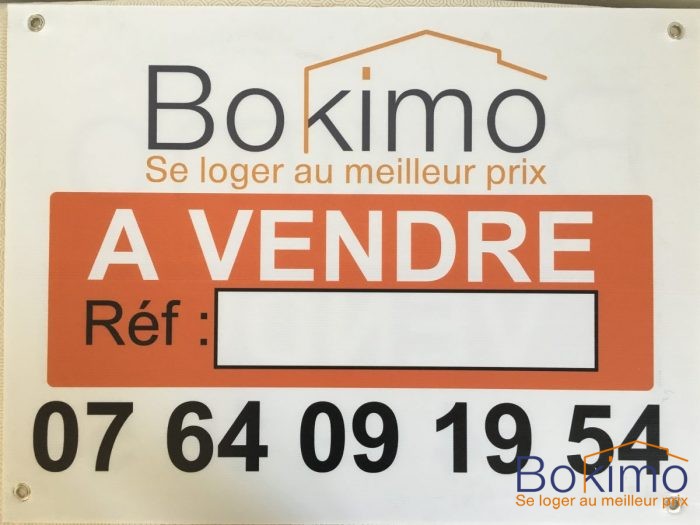 Bokimo
Se loger au meilleur prix
A VENDRE
Réf :
07 64 09 19 54
Bokimo
Se loger au meilleur prix